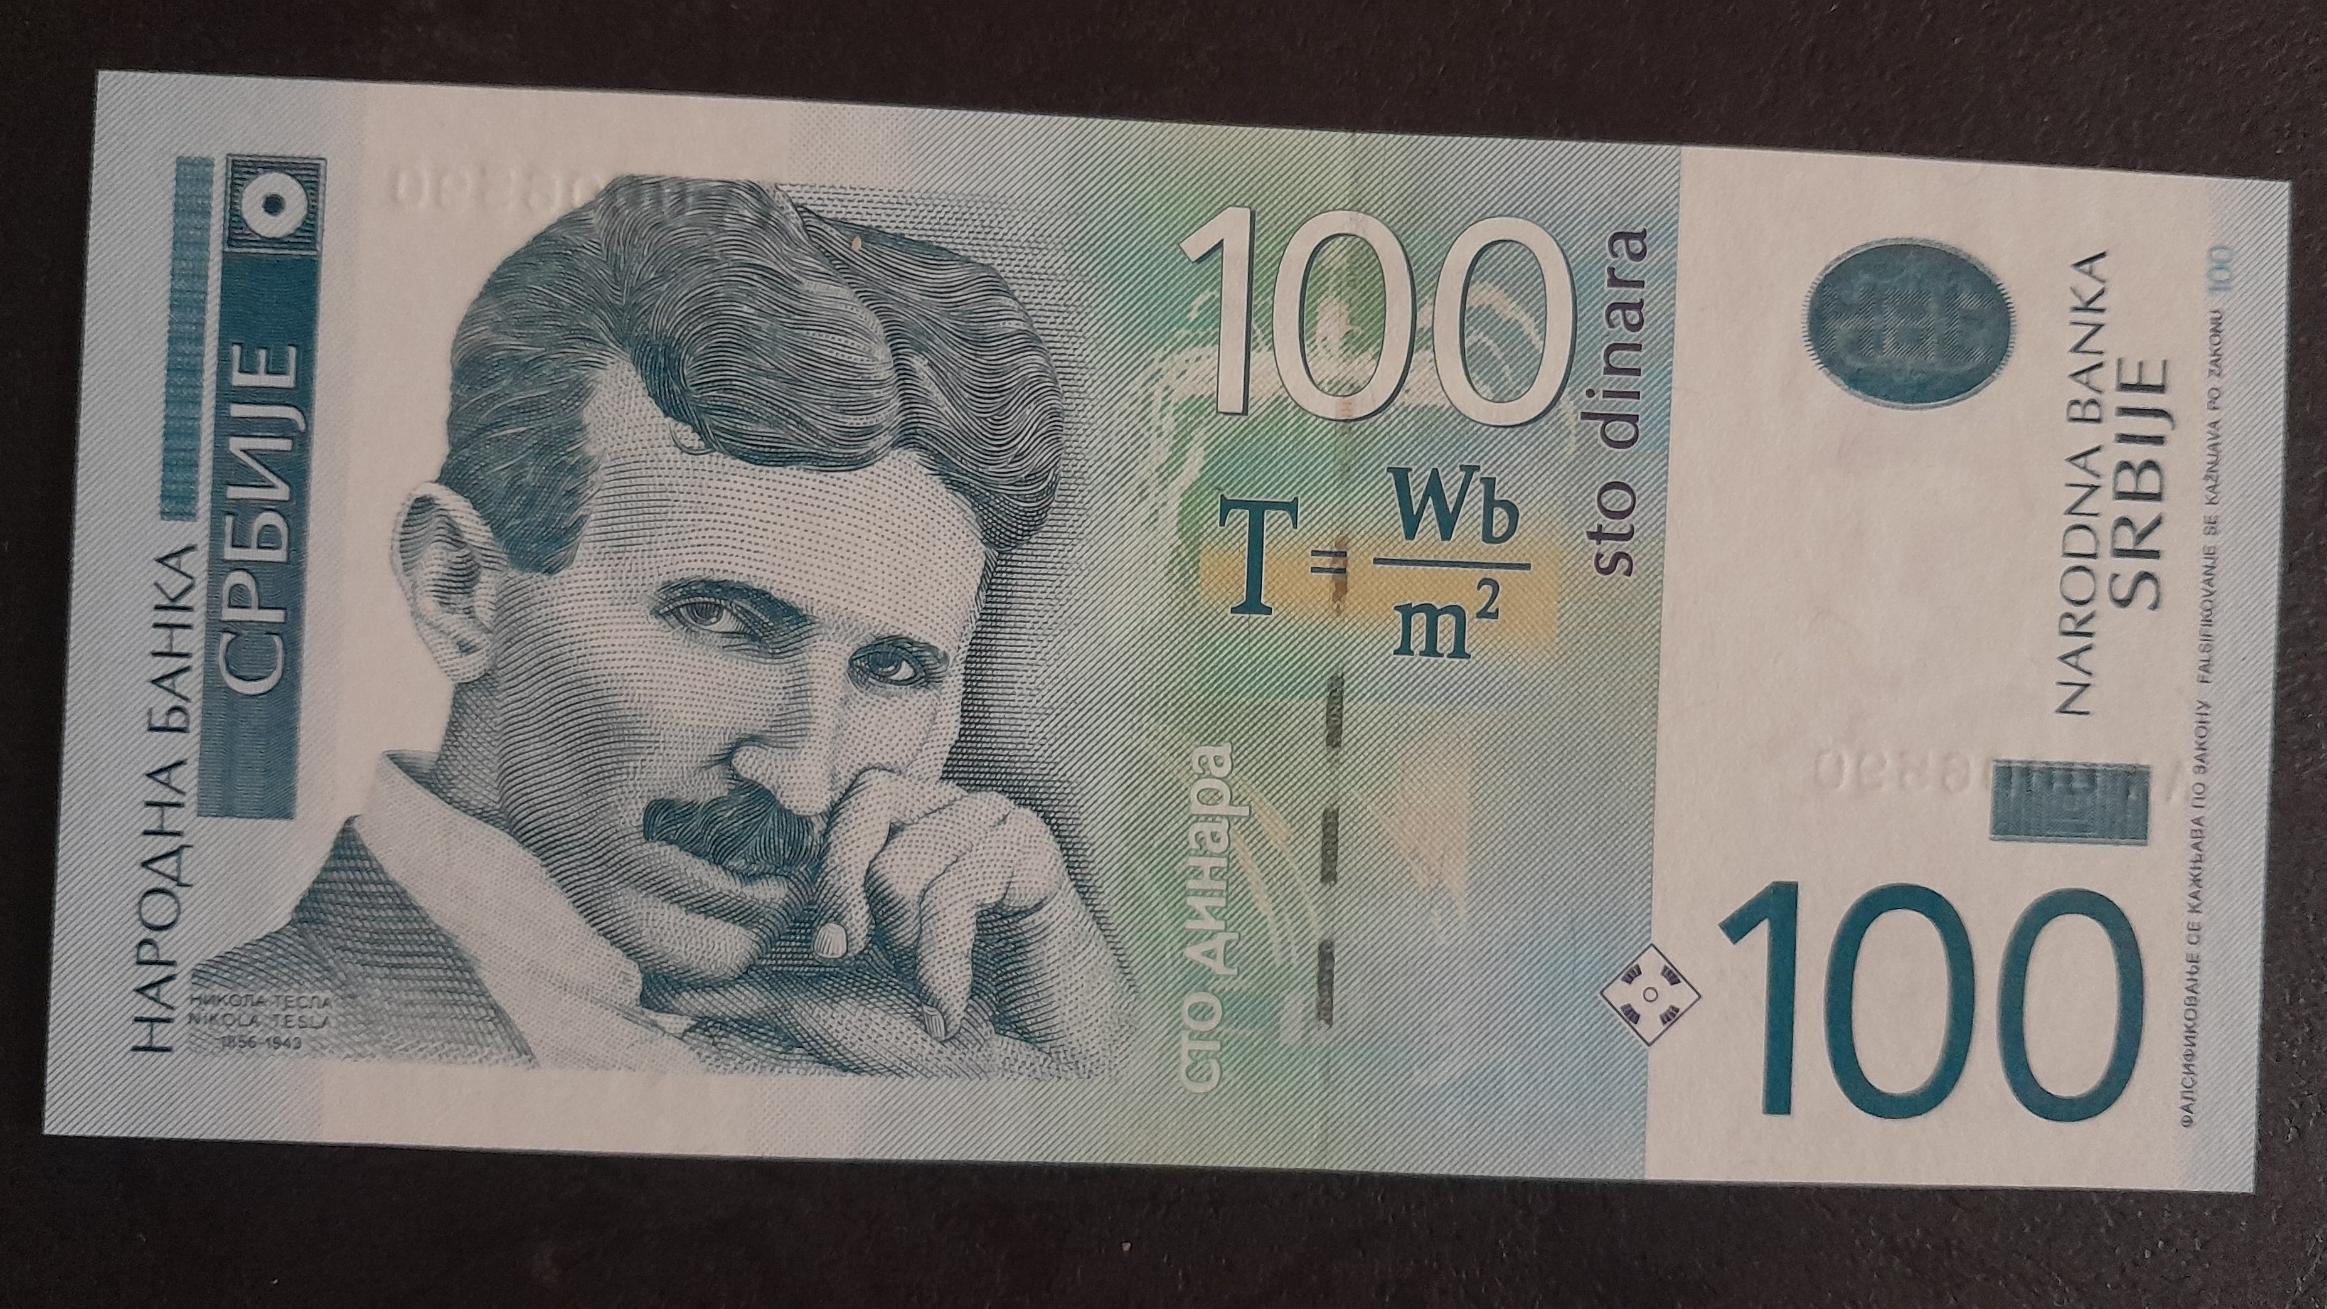 НАРОДНА БАНКА
СРБИЈЕ
НИКОЛА ТЕСЛА
NIKOLA TESLA
1856-1943
100
T = Wb
m²
sto dinara
сто динара
NARODNA BANKA
SRBIJE
100
ФАЛСИФИКОВАЊЕ СЕ КАЖЊАВА ПО ЗАКОНУ FALSIFIKOVANJE SE KAŽNJAVA PO ZAKONU 100